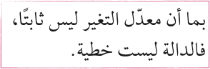 بما أن معدّل التغير ليس ثابتًا،
فالدالة ليست خطية.